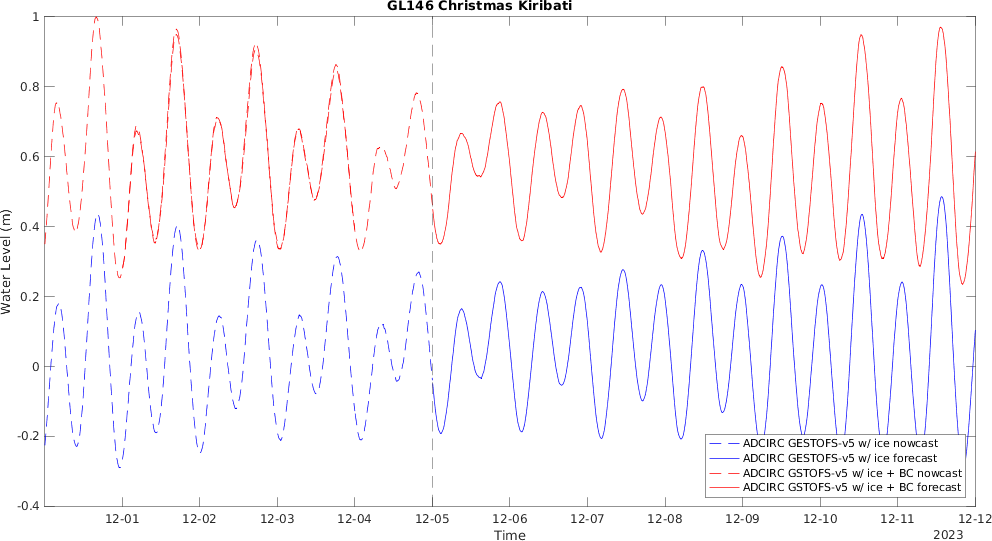 GL146 Christmas Kiribati
1
0.8
0.6
0.4
0.2
0
-0.2
-0.4
Water Level (m)
12-01 12-02 12-03 12-04 12-05 12-06 12-07 12-08 12-09 12-10 12-11 12-12
Time
2023
ADCIRC GESTOFS-v5 w/ ice nowcast
ADCIRC GESTOFS-v5 w/ ice forecast
ADCIRC GSTOFS-v5 w/ ice + BC nowcast
ADCIRC GSTOFS-v5 w/ ice + BC forecast